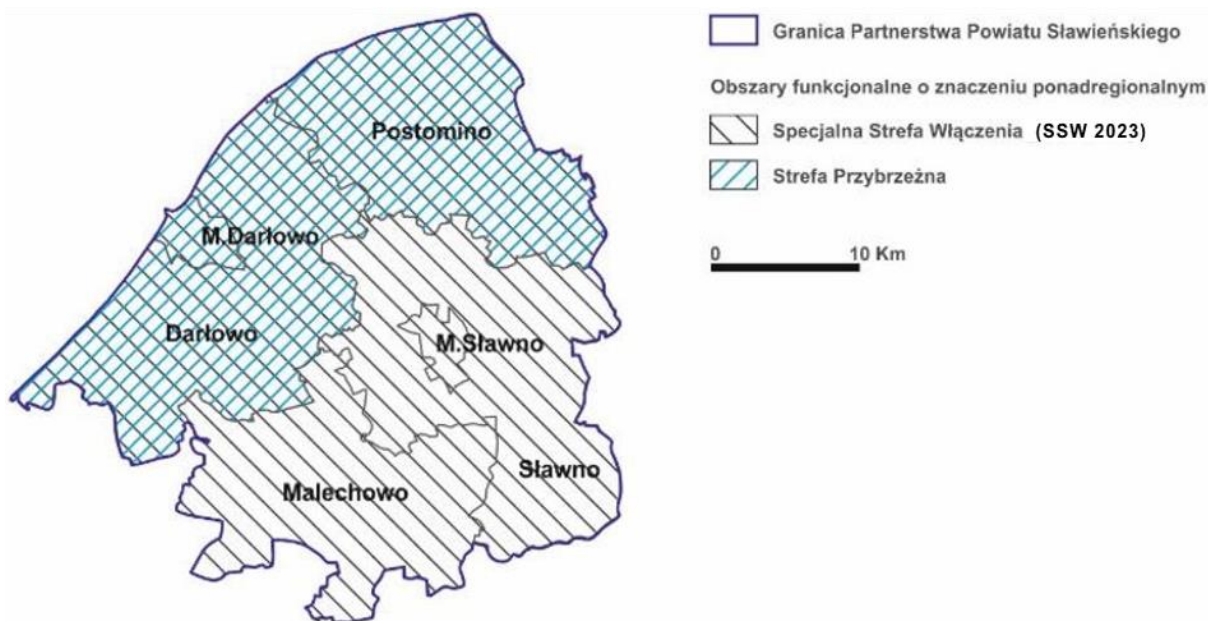 Granica Partnerstwa Powiatu Sławieńskiego
Obszary funkcjonalne o znaczeniu ponadregionalnym
Specjalna Strefa Włączenia (SSW 2023)
Strefa Przybrzeżna
0 10 Km
Postomino
M.Darłowo
Darłowo
M.Sławno
Sławno
Malechowo